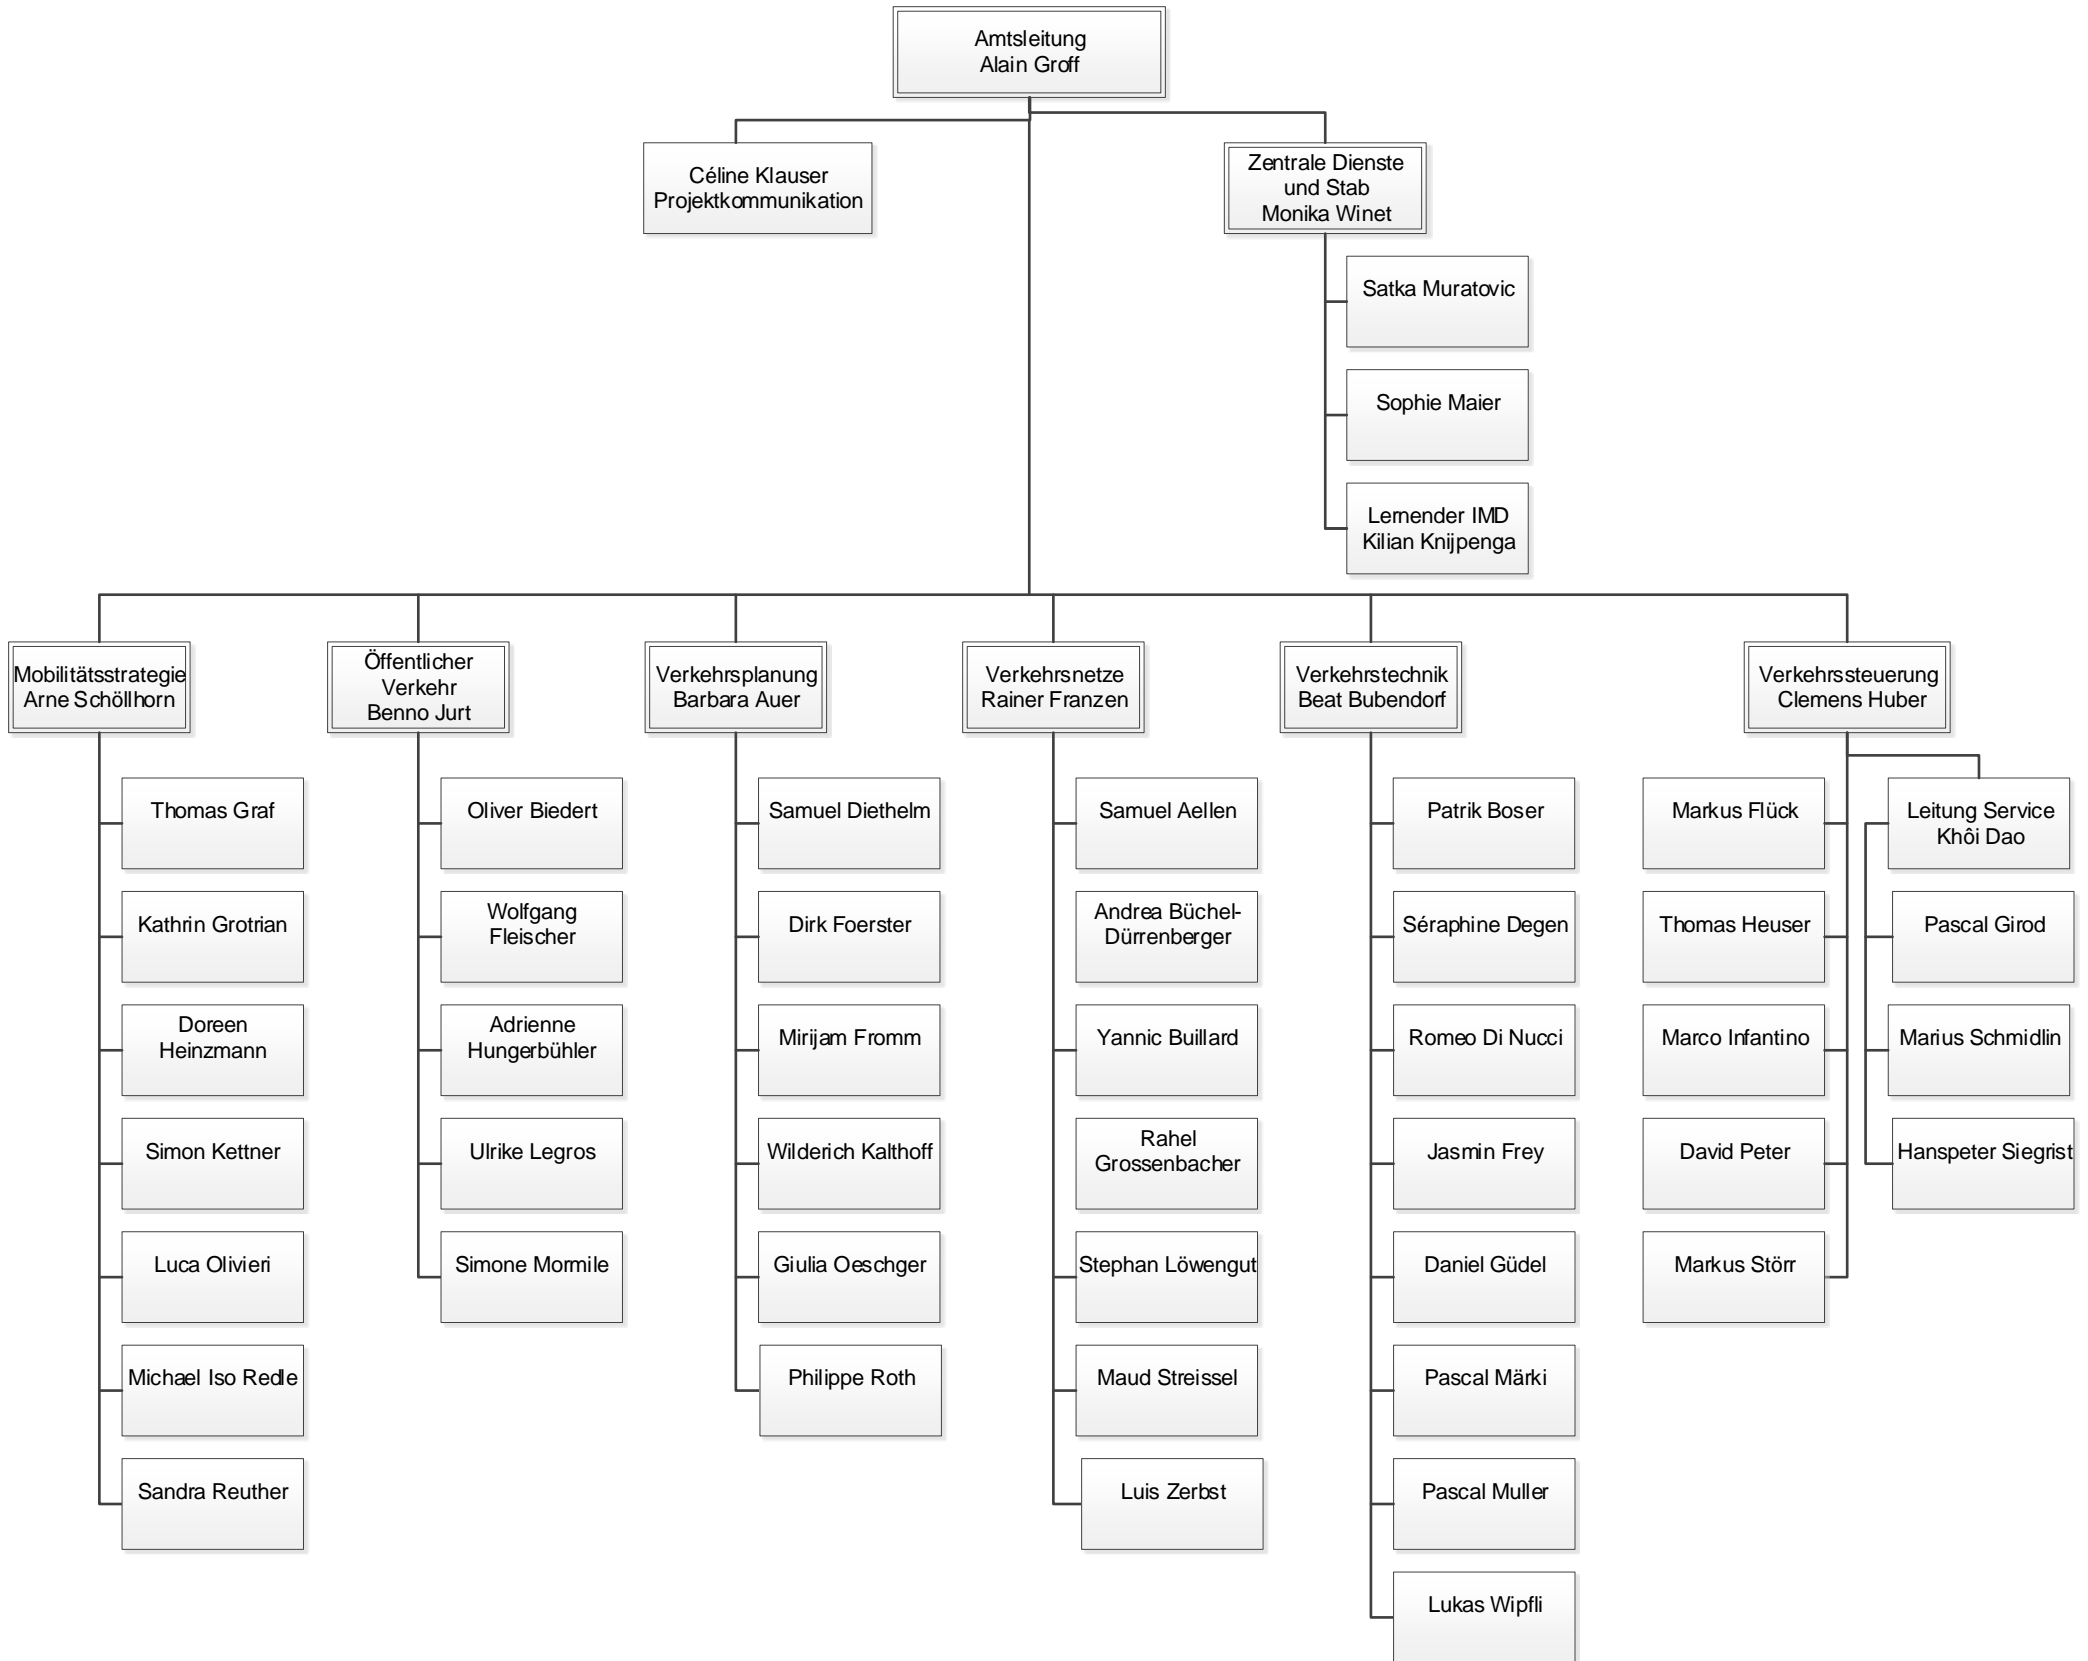 Amtsleitung
Alain Groff
Céline Klauser
Projektkommunikation
Zentrale Dienste
und Stab
Monika Winet
Satka Muratovic
Sophie Maier
Lernender IMD
Kilian Knijpenga
Mobilitätsstrategie
Arne Schöllhorn
Thomas Graf
Kathrin Grotrian
Doreen
Heinzmann
Simon Kettner
Luca Olivieri
Michael Iso Redle
Sandra Reuther
Öffentlicher
Verkehr
Benno Jurt
Oliver Biedert
Wolfgang
Fleischer
Adrienne
Hungerbühler
Ulrike Legros
Simone Mormile
Verkehrsplanung
Barbara Auer
Samuel Diethelm
Dirk Foerster
Mirijam Fromm
Wilderich Kalthoff
Giulia Oeschger
Philippe Roth
Verkehrsnetze
Rainer Franzen
Samuel Aellen
Andrea Büchel-
Dürrenberger
Yannic Buillard
Rahel
Grossenbacher
Stephan Löwengut
Maud Streissel
Luis Zerbst
Verkehrstechnik
Beat Bubendorf
Patrik Boser
Séraphine Degen
Romeo Di Nucci
Jasmin Frey
Daniel Güdel
Pascal Märki
Pascal Muller
Lukas Wipfli
Verkehrssteuerung
Clemens Huber
Markus Flück
Thomas Heuser
Marco Infantino
David Peter
Markus Störr
Leitung Service
Khôi Dao
Pascal Girod
Marius Schmidlin
Hanspeter Siegrist